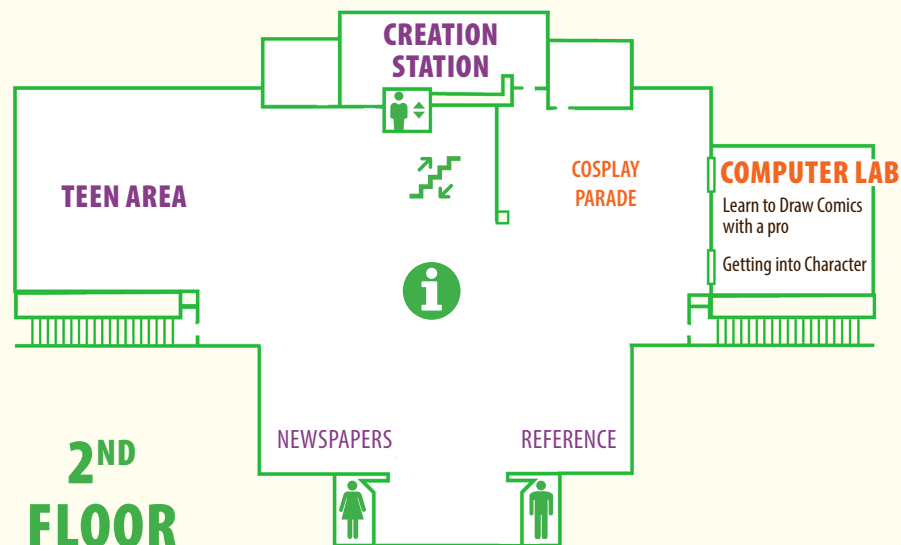 CREATION
STATION
TEEN AREA
COSPLAY
PARADE
COMPUTER LAB
Learn to Draw Comics
with a pro
Getting into Character
NEWSPAPERS
REFERENCE
2ND
FLOOR